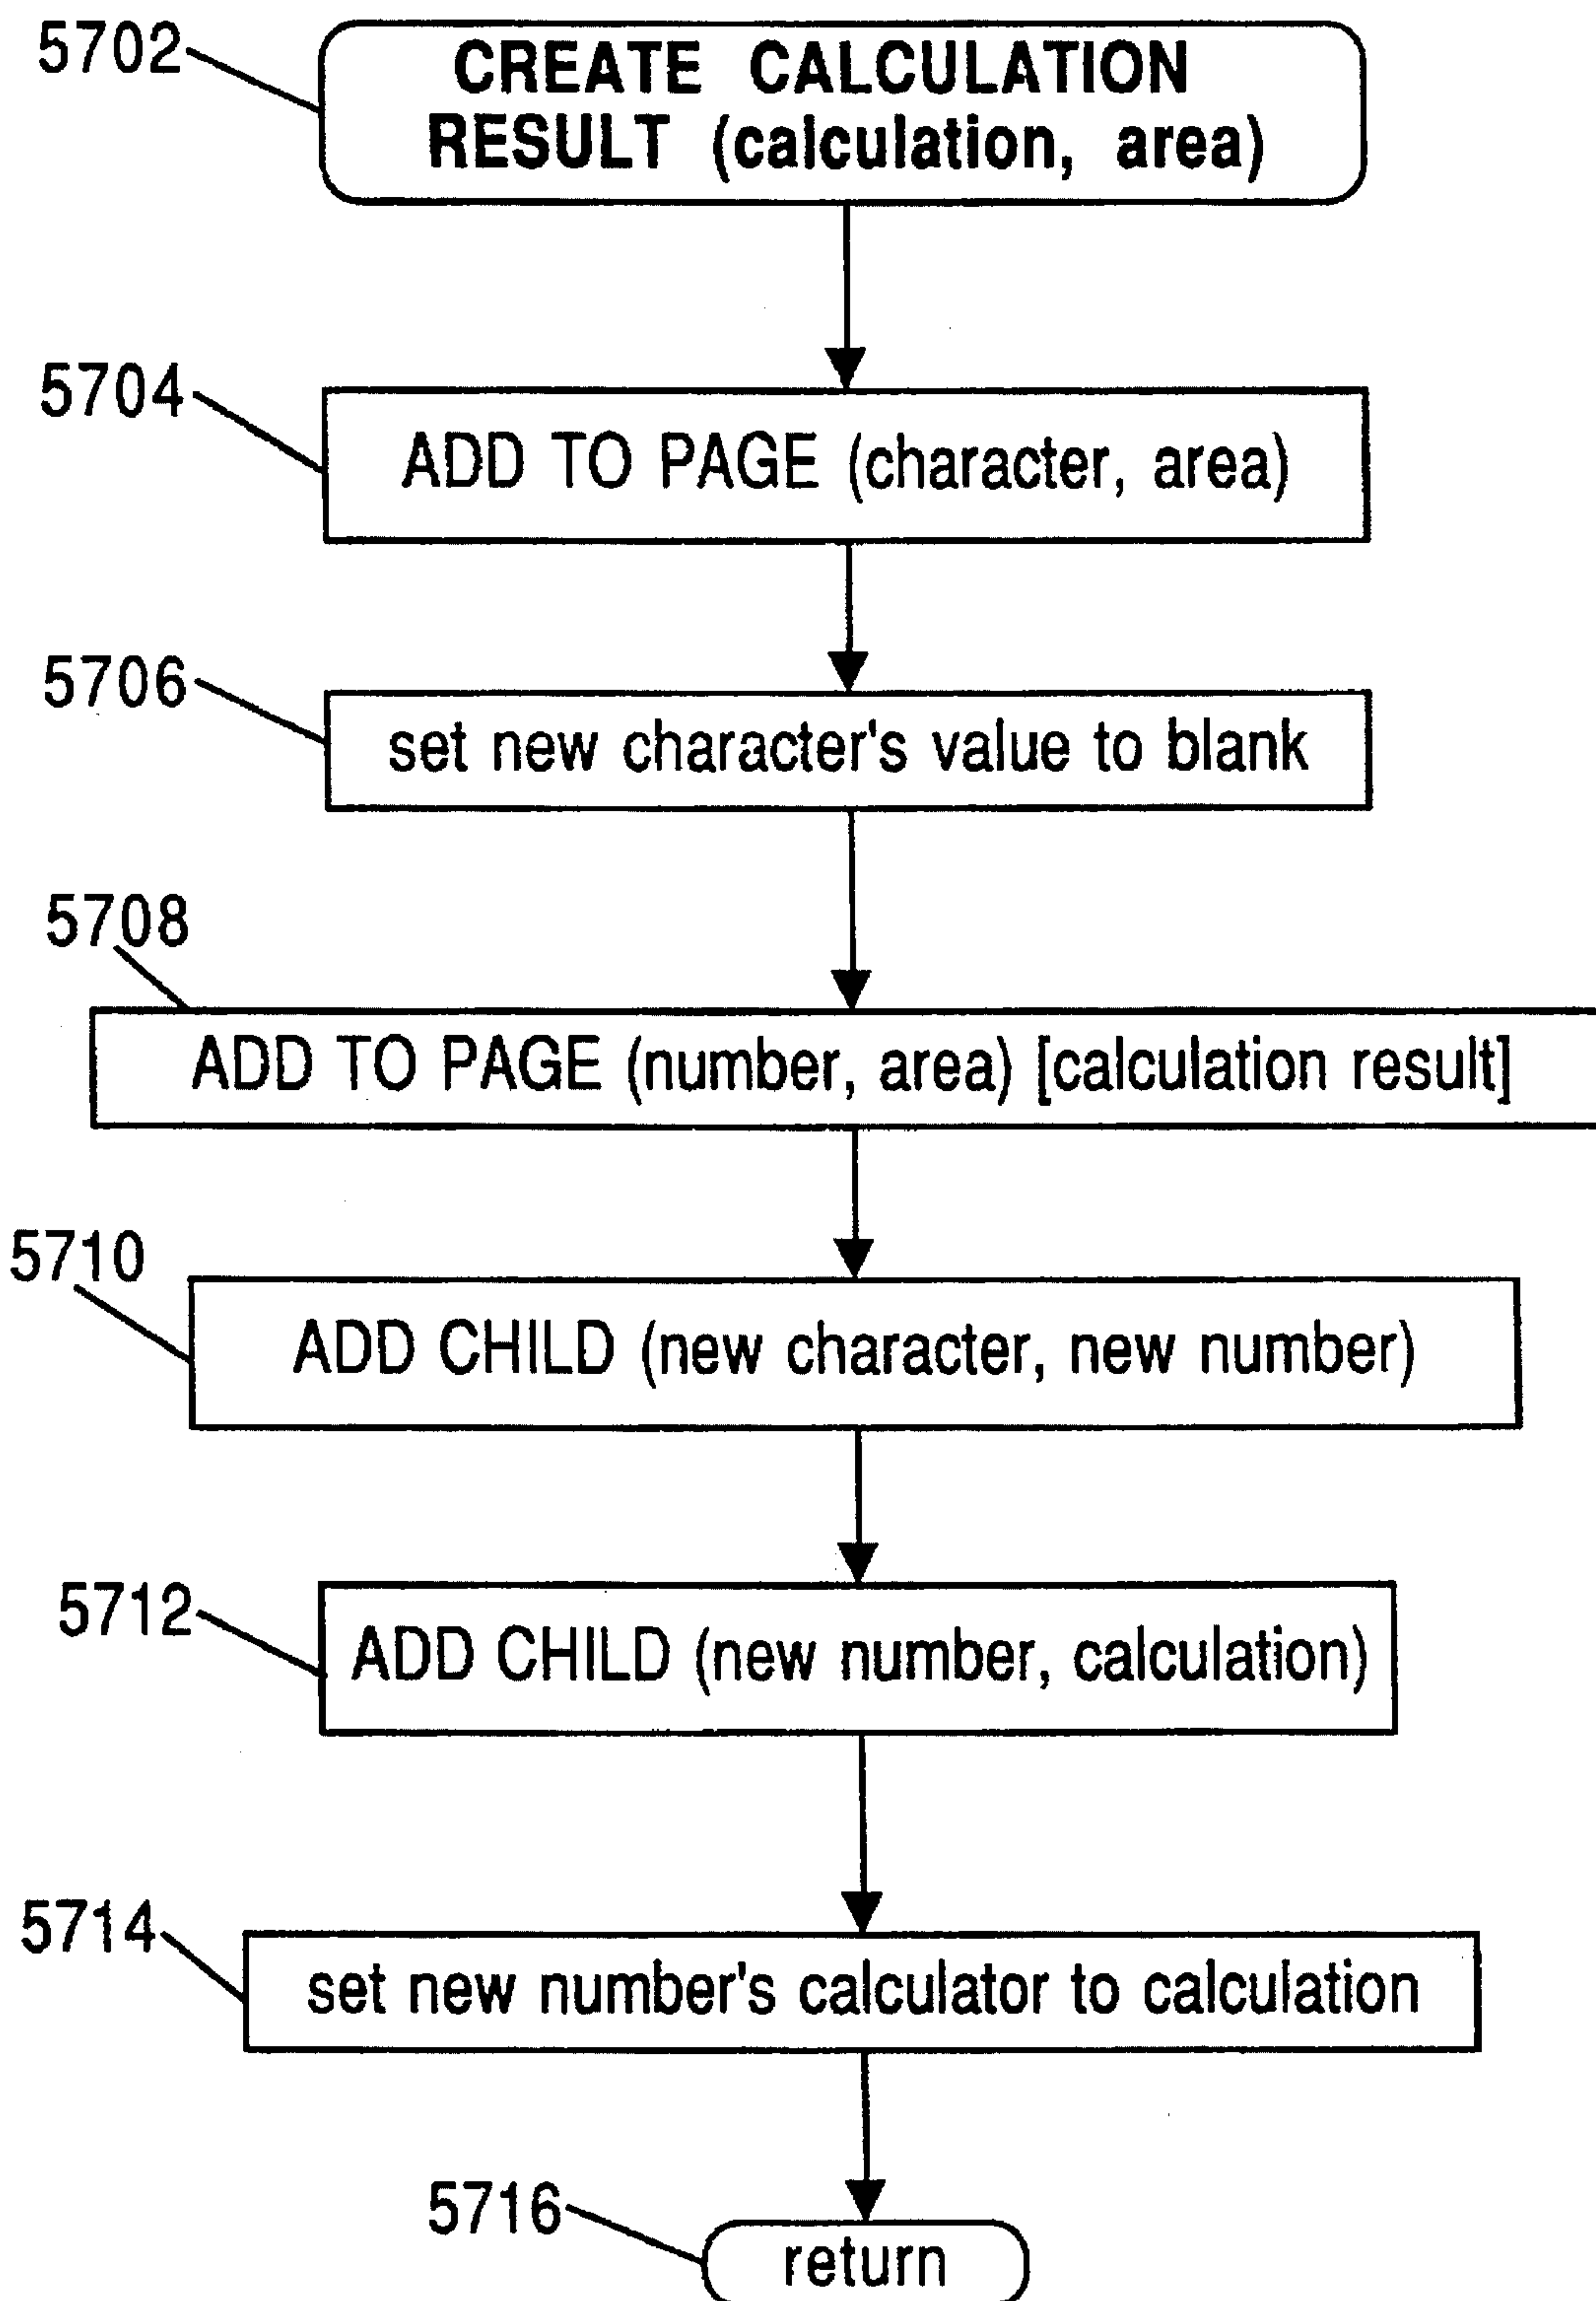 5702
CREATE CALCULATION
RESULT (calculation, area)
5704
ADD TO PAGE (character, area)
5706
set new character's value to blank
5708
ADD TO PAGE (number, area) [calculation result]
5710
ADD CHILD (new character, new number)
5712
ADD CHILD (new number, calculation)
5714
set new number's calculator to calculation
5716
return